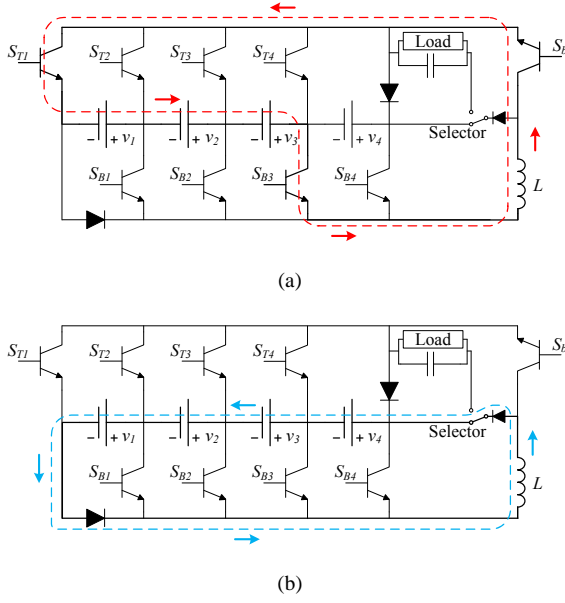 Load
S_T1 S_T2 S_T3 S_T4 S_B
Selector
− + v_1 − + v_2 − + v_3 − + v_4
S_B1 S_B2 S_B3 S_B4 L
(a)
Load
S_T1 S_T2 S_T3 S_T4 S_B
Selector
− + v_1 − + v_2 − + v_3 − + v_4
S_B1 S_B2 S_B3 S_B4 L
(b)